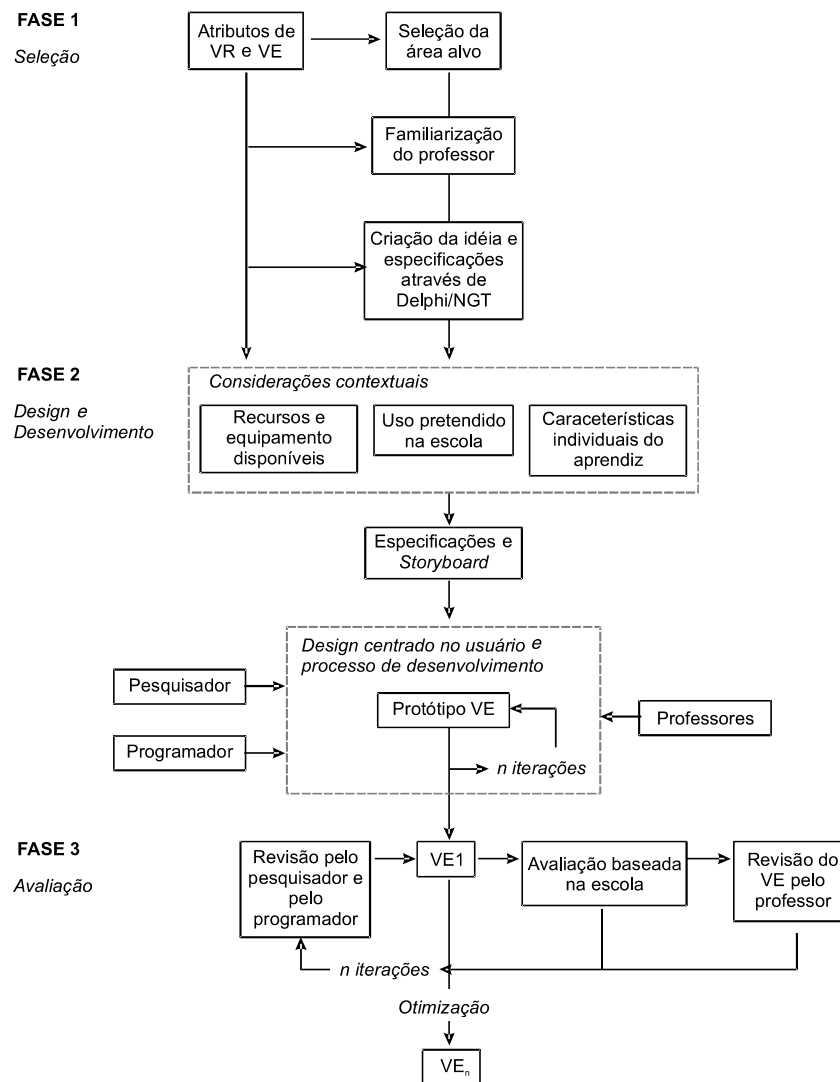 FASE 1
Seleção
Atributos de
VR e VE
Seleção da
área alvo
Familiarização
do professor
Criação da idéia e
especificações
através de
Delphi/NGT
FASE 2
Design e
Desenvolvimento
Considerações contextuais
Recursos e
equipamento
disponíveis
Uso pretendido
na escola
Caraceterísticas
individuais do
aprendiz
Especificações e
Storyboard
Design centrado no usuário e
processo de desenvolvimento
Pesquisador
Programador
Protótipo VE
n iterações
Professores
FASE 3
Avaliação
Revisão pelo
pesquisador e
pelo
programador
VE1
Avaliação baseada
na escola
Revisão do
VE pelo
professor
n iterações
Otimização
VEn